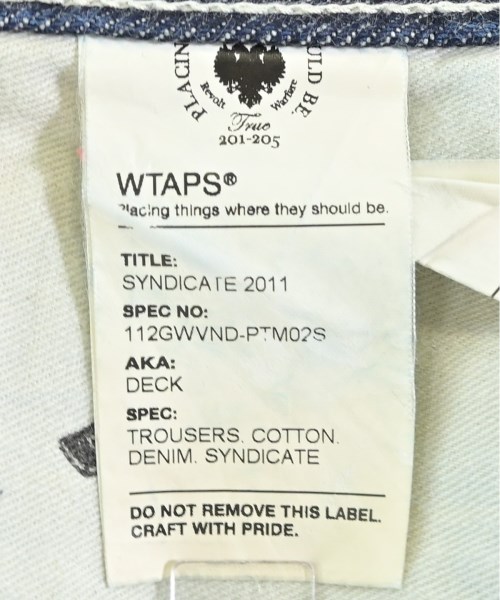 PLACIN
ULD BE.
Revolt Warfare
True
201-205
WTAPS®
Placing things where they should be.
TITLE:
SYNDICATE 2011
SPEC NO:
112GWVND-PTM02S
AKA:
DECK
SPEC:
TROUSERS. COTTON.
DENIM. SYNDICATE
DO NOT REMOVE THIS LABEL.
CRAFT WITH PRIDE.